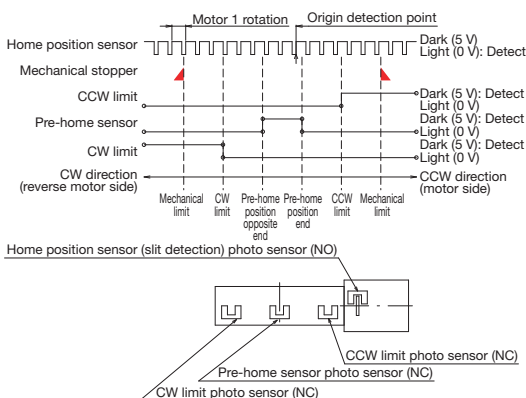 Motor 1 rotation
Origin detection point
Home position sensor
Dark (5 V)
Light (0 V): Detect
Mechanical stopper
CCW limit
Dark (5 V): Detect
Light (0 V)
Pre-home sensor
Dark (5 V): Detect
Light (0 V)
CW limit
Dark (5 V): Detect
Light (0 V)
CW direction
(reverse motor side)
CCW direction
(motor side)
Mechanical
limit
CW
limit
Pre-home
position
opposite
end
Pre-home
position
end
CCW
limit
Mechanical
limit
Home position sensor (slit detection) photo sensor (NO)
CCW limit photo sensor (NC)
Pre-home sensor photo sensor (NC)
CW limit photo sensor (NC)